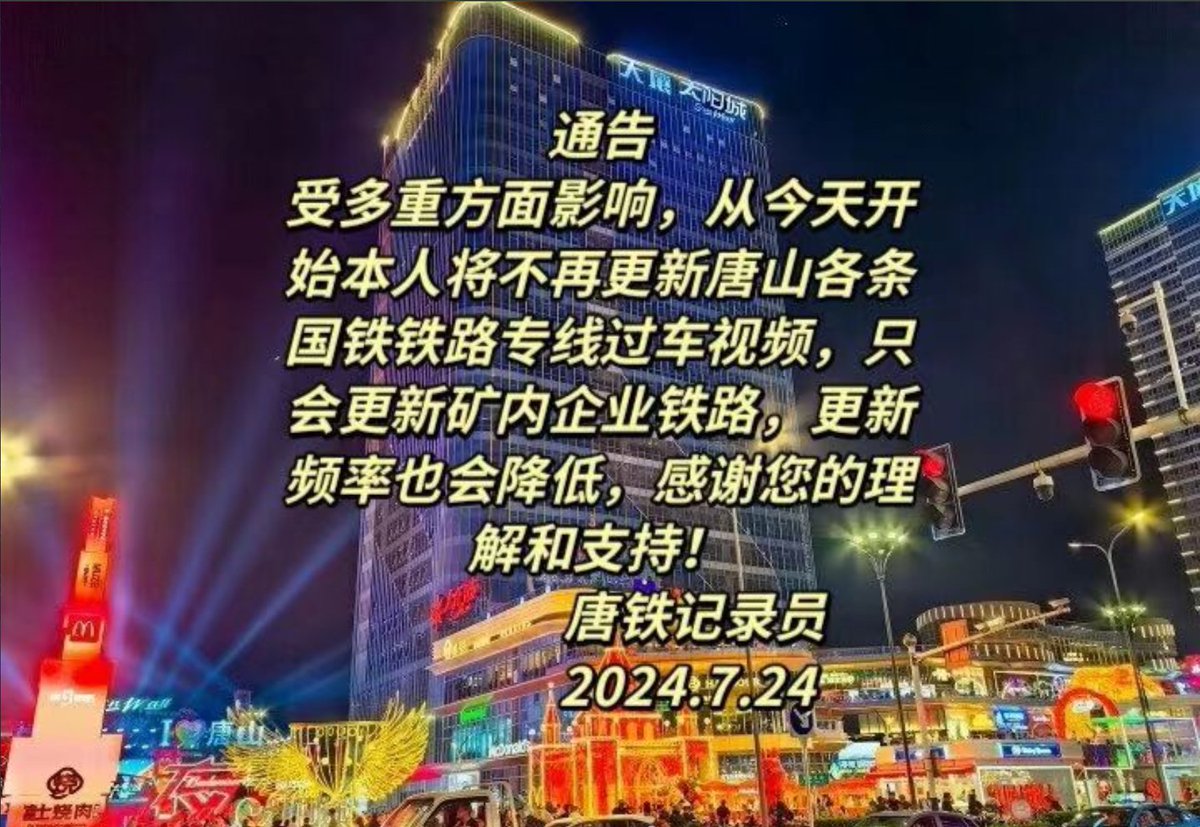 天璽 太阳城
通告
受多重方面影响，从今天开
始本人将不再更新唐山各条
国铁铁路专线过车视频，只
会更新矿内企业铁路，更新
频率也会降低，感谢您的理
解和支持！
唐铁记录员
2024.7.24
I 唐山
McDonald's
富士烧肉